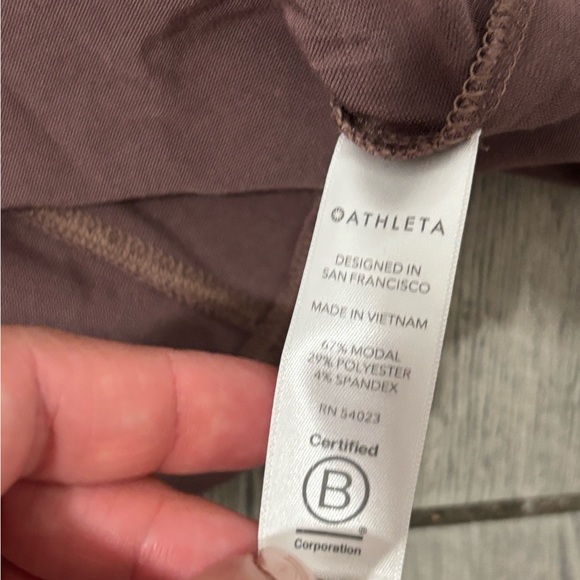 ATHLETA
DESIGNED IN
SAN FRANCISCO
MADE IN VIETNAM
67% MODAL
29% POLYESTER
4% SPANDEX
RN 54023
Certified
B
®
Corporation